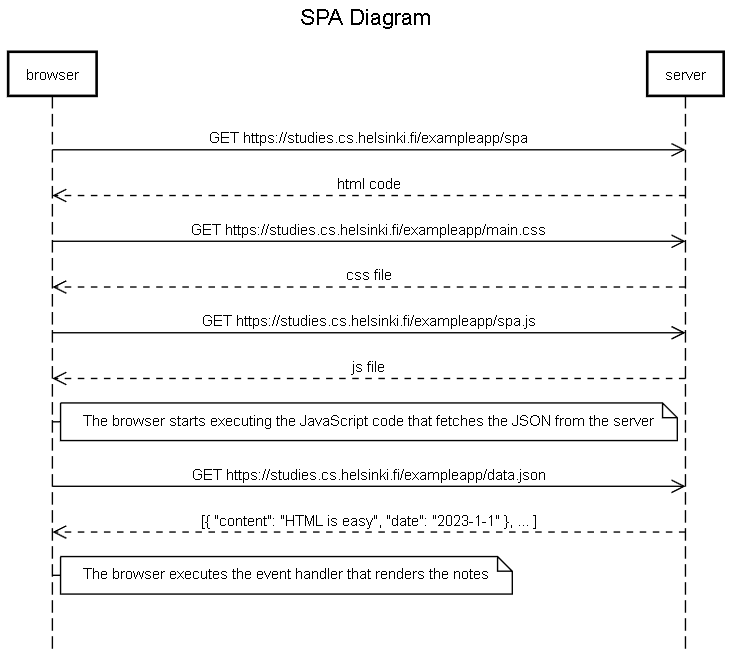 SPA Diagram
browser
server
GET https://studies.cs.helsinki.fi/exampleapp/spa
html code
GET https://studies.cs.helsinki.fi/exampleapp/main.css
css file
GET https://studies.cs.helsinki.fi/exampleapp/spa.js
js file
The browser starts executing the JavaScript code that fetches the JSON from the server
GET https://studies.cs.helsinki.fi/exampleapp/data.json
[{ "content": "HTML is easy", "date": "2023-1-1" }, ... ]
The browser executes the event handler that renders the notes